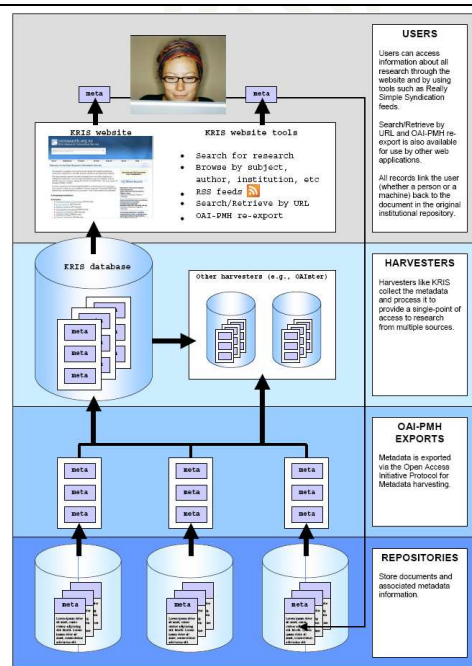 USERS
Users can access
information about all
research through the
website and by using
tools such as Really
Simple Syndication
feeds.
Search/Retrieve by
URL and OAI-PMH re-
export is also available
for use by other web
applications.
All records link the user
(whether a person or a
machine) back to the
document in the original
institutional repository.
meta
meta
KRIS website
KRIS website tools
• Search for research
• Browse by subject,
author, institution, etc
• RSS feeds
• Search/Retrieve by URL
• OAI-PMH re-export
HARVESTERS
Harvesters like KRIS
collect the metadata
and process it to
provide a single-point of
access to research
from multiple sources.
KRIS database
meta
meta
meta
Other harvesters (e.g., OAIster)
OAI-PMH
EXPORTS
Metadata is exported
via the Open Access
Initiative Protocol for
Metadata harvesting.
meta
meta
meta
meta
meta
meta
meta
meta
meta
REPOSITORIES
Store documents and
associated metadata
information.
meta
meta
meta